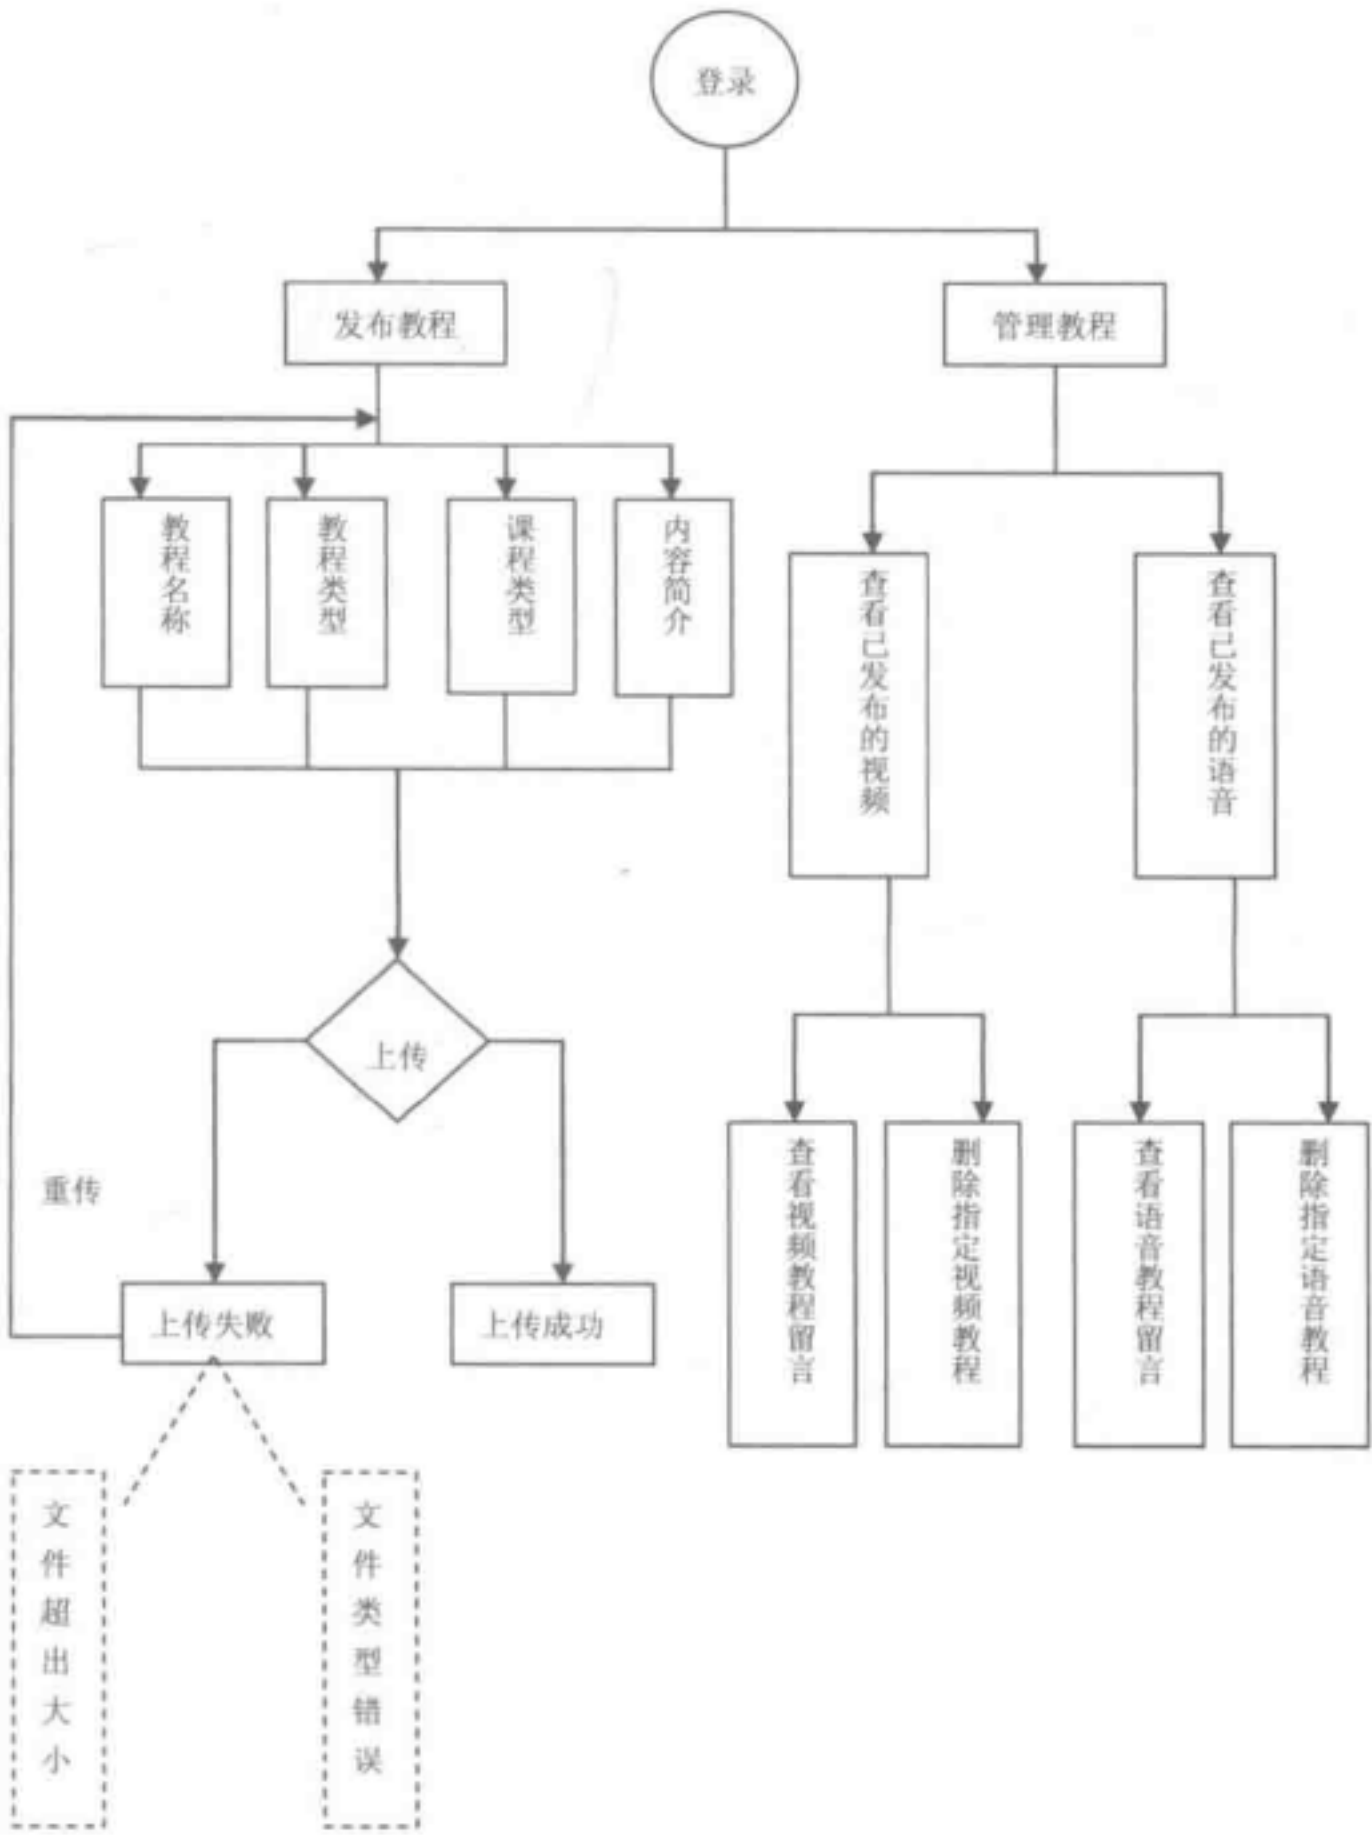 登录
发布教程
管理教程
教程名称
教程类型
课程类型
内容简介
查看已发布的视频
查看已发布的语音
上传
重传
上传失败
上传成功
查看视频教程留言
删除指定视频教程
查看语音教程留言
删除指定语音教程
文件超出大小
文件类型错误